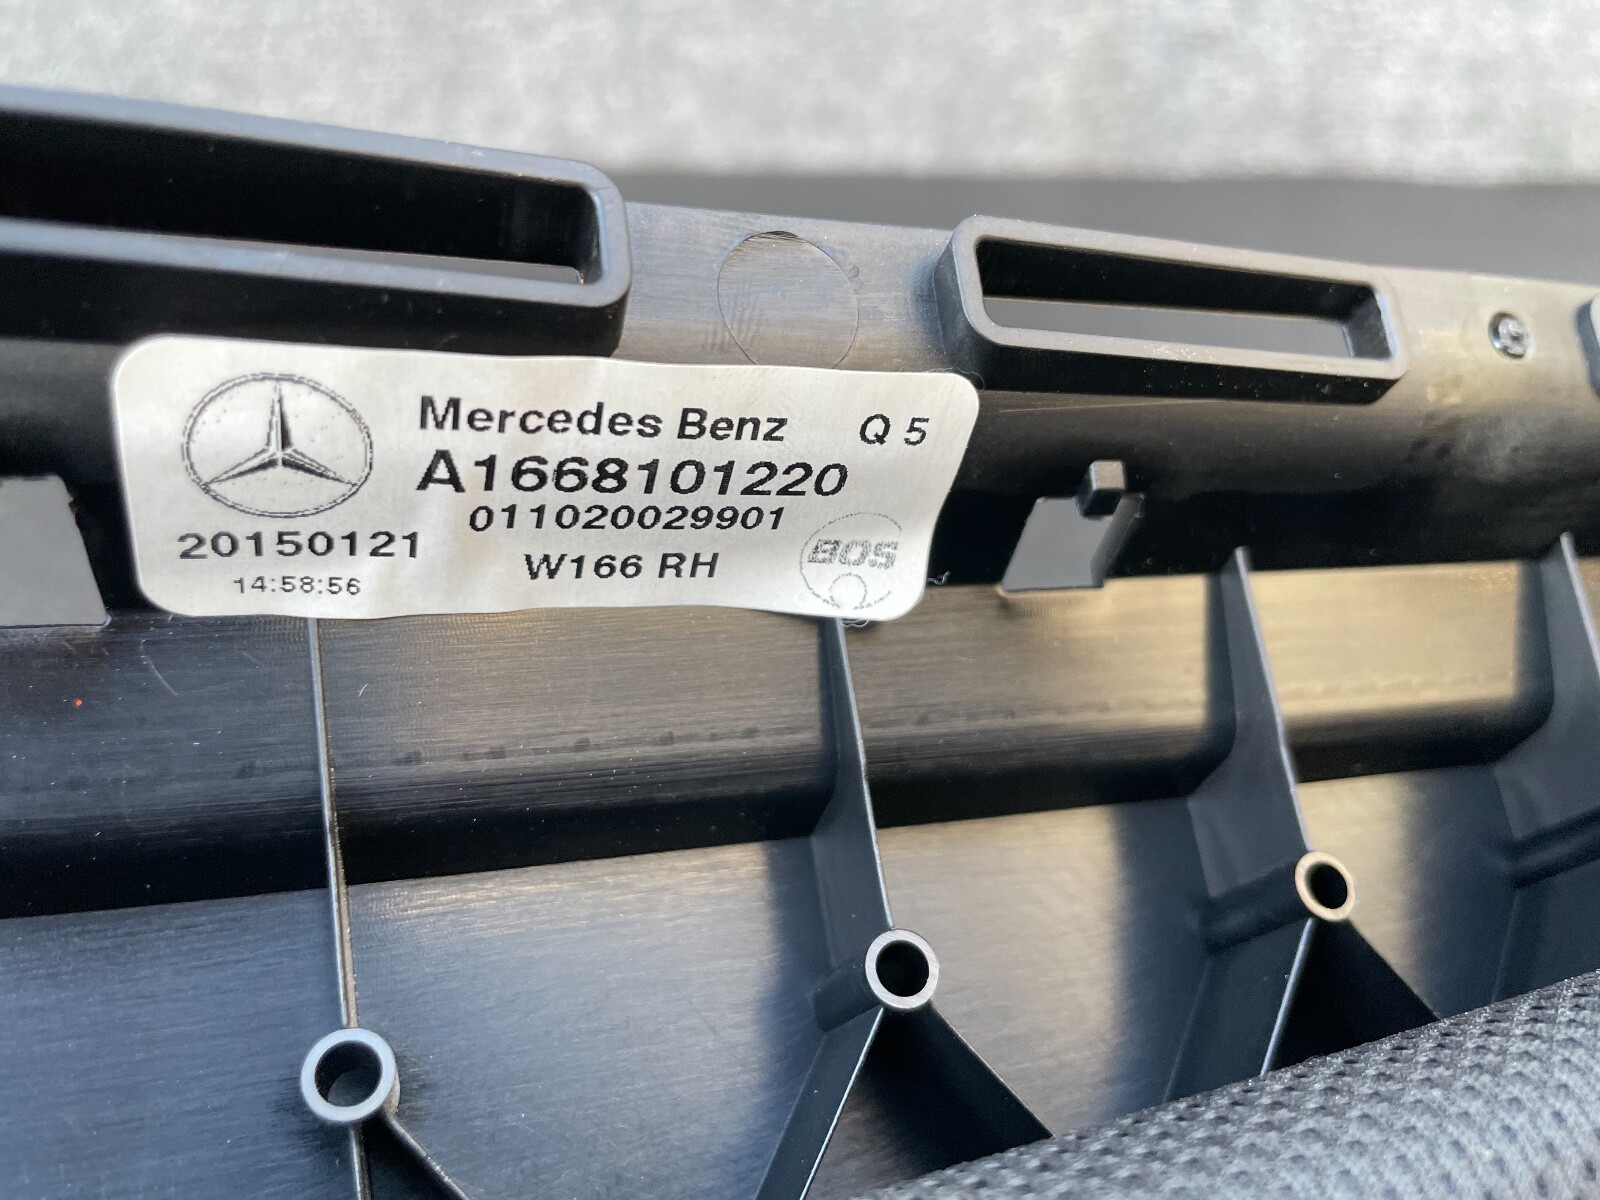 Mercedes Benz Q 5
A1668101220
011020029901
20150121
W166 RH
BOS
14:58:56